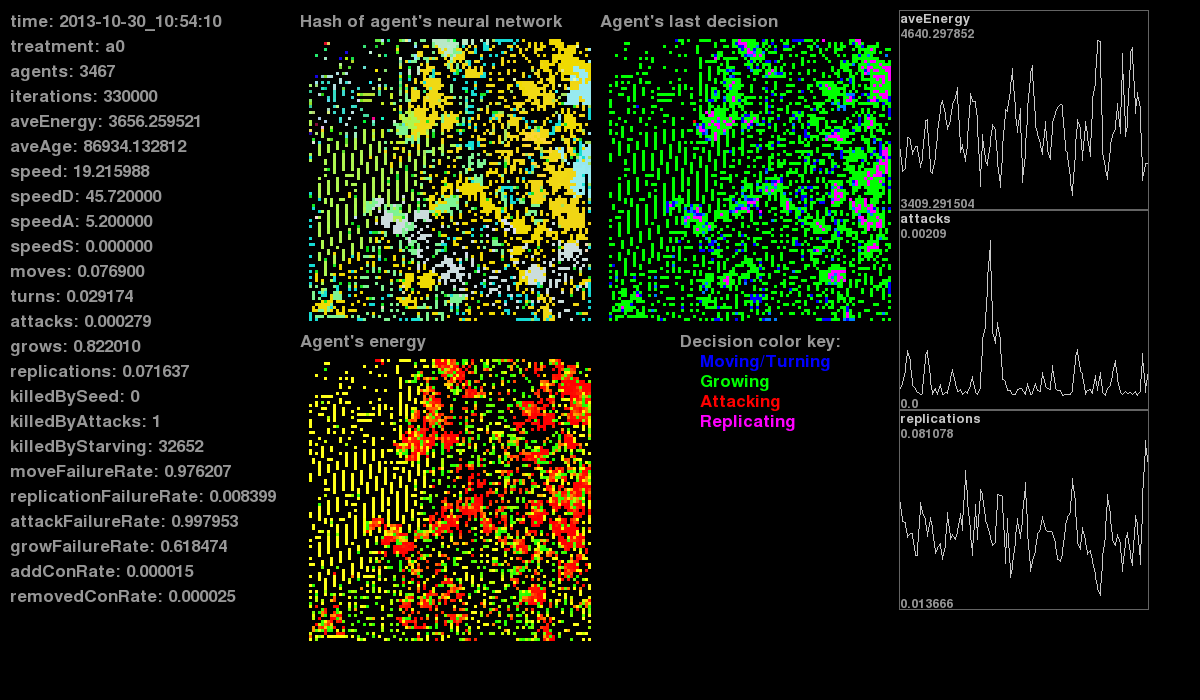 time: 2013-10-30_10:54:10
treatment: a0
agents: 3467
iterations: 330000
aveEnergy: 3656.259521
aveAge: 86934.132812
speed: 19.215988
speedD: 45.720000
speedA: 5.200000
speedS: 0.000000
moves: 0.076900
turns: 0.029174
attacks: 0.000279
grows: 0.822010
replications: 0.071637
killedBySeed: 0
killedByAttacks: 1
killedByStarving: 32652
moveFailureRate: 0.976207
replicationFailureRate: 0.008399
attackFailureRate: 0.997953
growFailureRate: 0.618474
addConRate: 0.000015
removedConRate: 0.000025
Hash of agent's neural network
Agent's last decision
Agent's energy
Decision color key:
Moving/Turning
Growing
Attacking
Replicating
aveEnergy
4640.297852
3409.291504
attacks
0.00209
0.0
replications
0.081078
0.013666